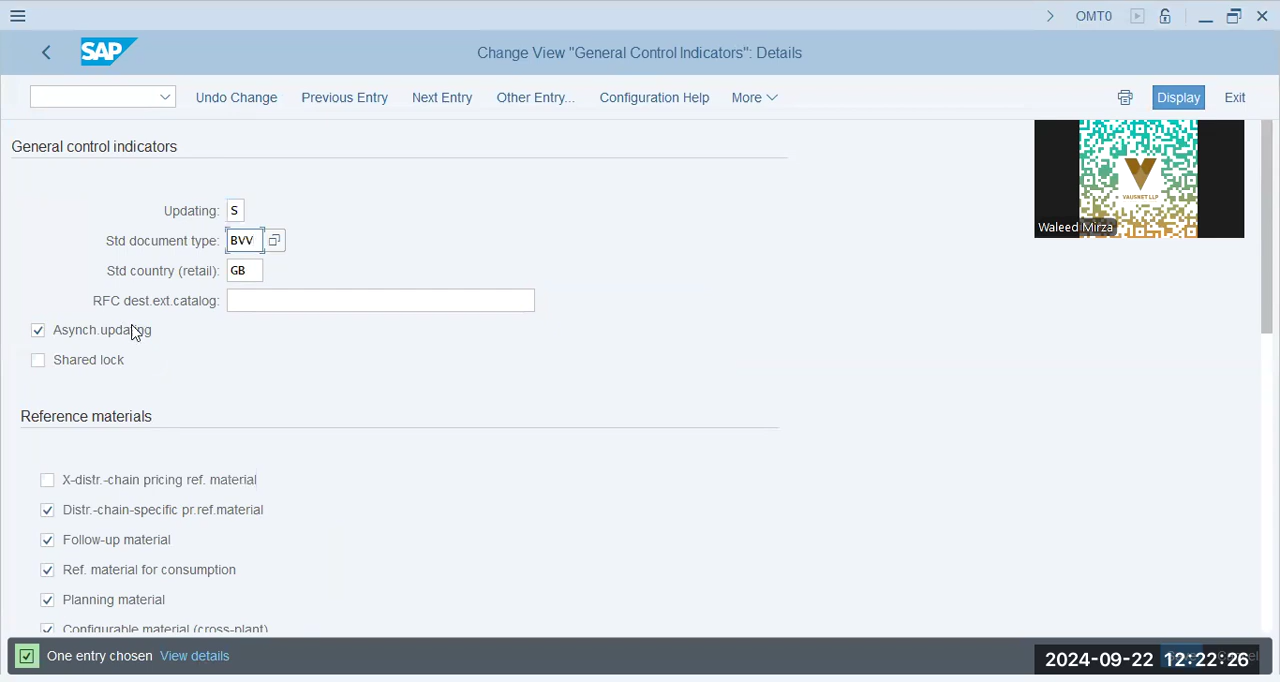 OMT0
SAP
Change View "General Control Indicators": Details
Undo Change
Previous Entry
Next Entry
Other Entry...
Configuration Help
More
Display
Exit
General control indicators
VAUSNET LLP
Waleed Mirza
Updating: S
Std document type: BVV
Std country (retail): GB
RFC dest.ext.catalog:
Asynch.updating
Shared lock
Reference materials
X-distr.-chain pricing ref. material
Distr.-chain-specific pr.ref.material
Follow-up material
Ref. material for consumption
Planning material
Configurable material (cross-plant)
One entry chosen View details
2024-09-22 12:22:26